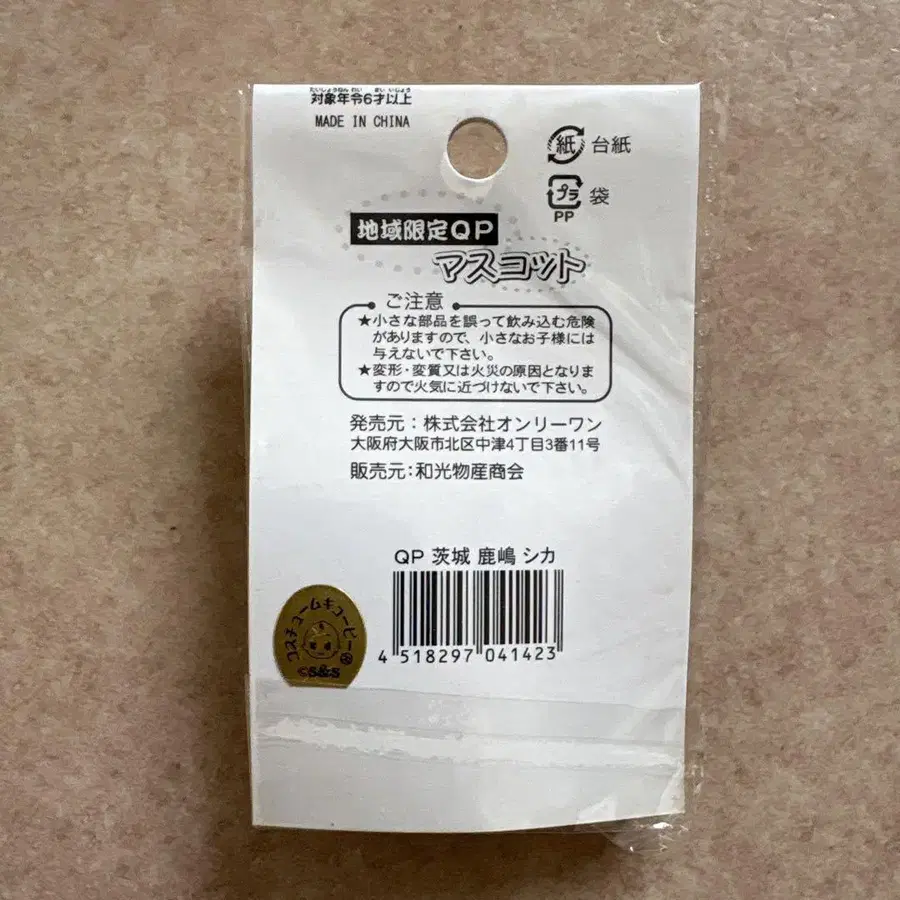 たいしょうねんれい　さい いじょう
対象年令6才以上
MADE IN CHINA
紙 台紙
プラ 袋
PP
地域限定QP
マスコット
ご注意
★小さな部品を誤って飲み込む危険
がありますので、小さなお子様には
与えないで下さい。
★変形・変質又は火災の原因となりま
すので火気に近づけないで下さい。
発売元：株式会社オンリーワン
大阪府大阪市北区中津4丁目3番11号
販売元：和光物産商会
QP 茨城 鹿嶋 シカ
4 518297 041423
コスチュームキューピー
©S&S